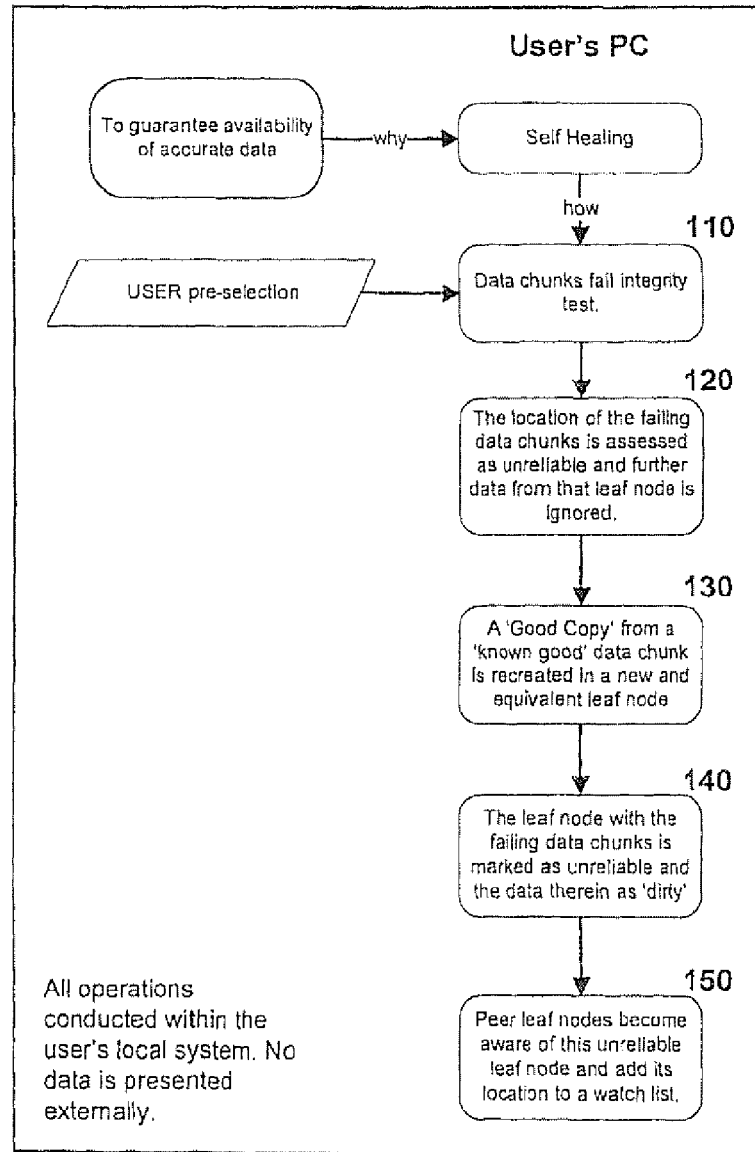 User's PC
To guarantee availability
of accurate data
why
Self Healing
how
110
USER pre-selection
Data chunks fail integrity
test.
120
The location of the failing
data chunks is assessed
as unreliable and further
data from that leaf node is
ignored.
130
A 'Good Copy' from a
'known good' data chunk
is recreated in a new and
equivalent leaf node
140
The leaf node with the
failing data chunks is
marked as unreliable and
the data therein as 'dirty'
150
Peer leaf nodes become
aware of this unreliable
leaf node and add its
location to a watch list.
All operations
conducted within the
user's local system. No
data is presented
externally.